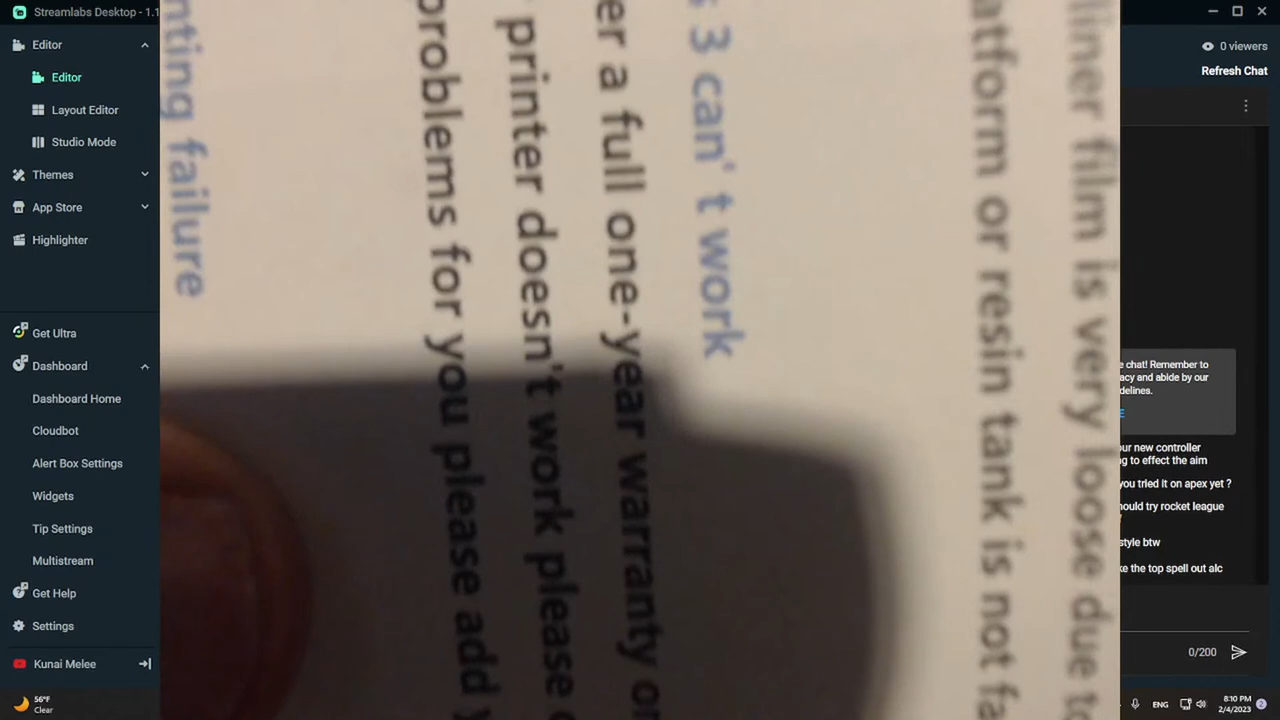 Streamlabs Desktop - 1.1
Editor
Editor
Layout Editor
Studio Mode
Themes
App Store
Highlighter
Get Ultra
Dashboard
Dashboard Home
Cloudbot
Alert Box Settings
Widgets
Tip Settings
Multistream
Get Help
Settings
Kunai Melee
56°F
Clear
liner film is very loose due to
atform or resin tank is not fa
3 can't work
er a full one-year warranty on
printer doesn't work please
problems for you please add
nting failure
0 viewers
Refresh Chat
chat! Remember to
acy and abide by our
delines.
ur new controller
g to effect the aim
you tried it on apex yet ?
hould try rocket league
style btw
ke the top spell out alc
0/200
ENG
8:10 PM
2/4/2023
2